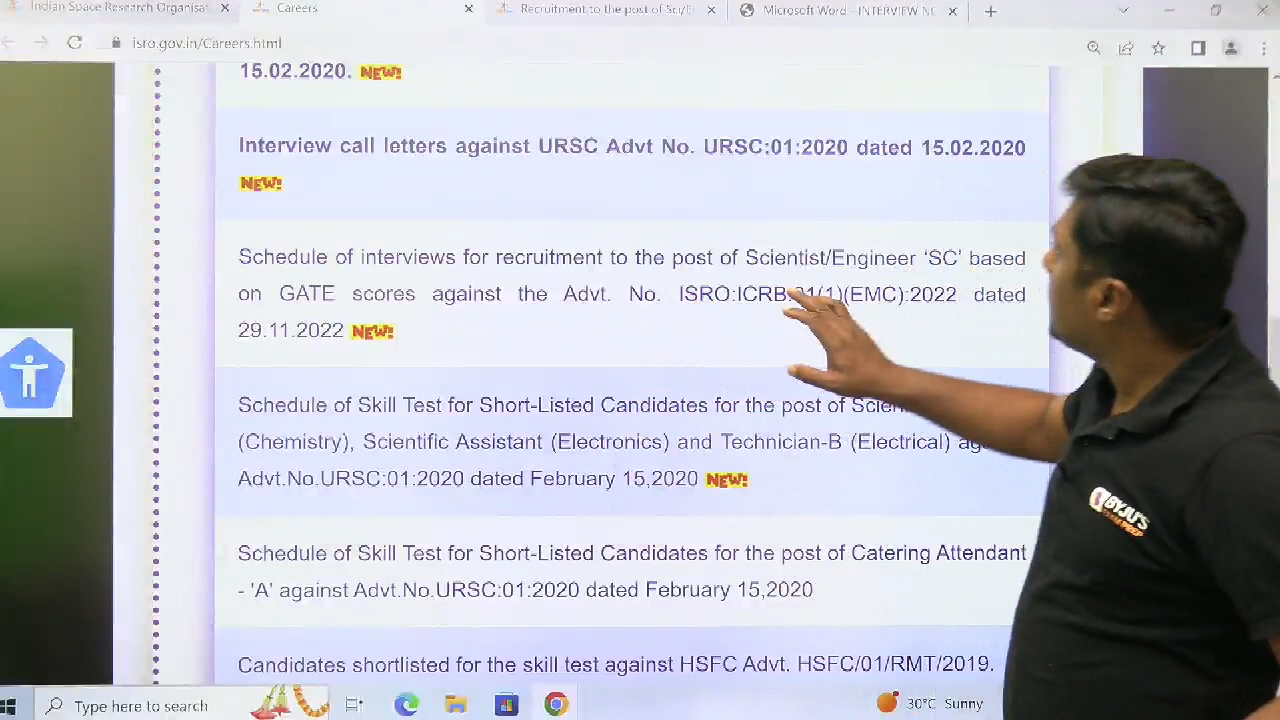 Indian Space Research Organisat
Careers
Recruitment to the post of Sci/E
Microsoft Word - INTERVIEW NO
isro.gov.in/Careers.html
15.02.2020. NEW!
Interview call letters against URSC Advt No. URSC:01:2020 dated 15.02.2020
NEW!
Schedule of interviews for recruitment to the post of Scientist/Engineer ‘SC’ based
on GATE scores against the Advt. No. ISRO:ICRB:01(1)(EMC):2022 dated
29.11.2022 NEW!
Schedule of Skill Test for Short-Listed Candidates for the post of
(Chemistry), Scientific Assistant (Electronics) and Technician-B (Electrical)
Advt.No.URSC:01:2020 dated February 15,2020 NEW!
Schedule of Skill Test for Short-Listed Candidates for the post of Catering Attendant
- 'A' against Advt.No.URSC:01:2020 dated February 15,2020
Candidates shortlisted for the skill test against HSFC Advt. HSFC/01/RMT/2019.
BYJU'S
EXAM PREP
Type here to search
30°C Sunny